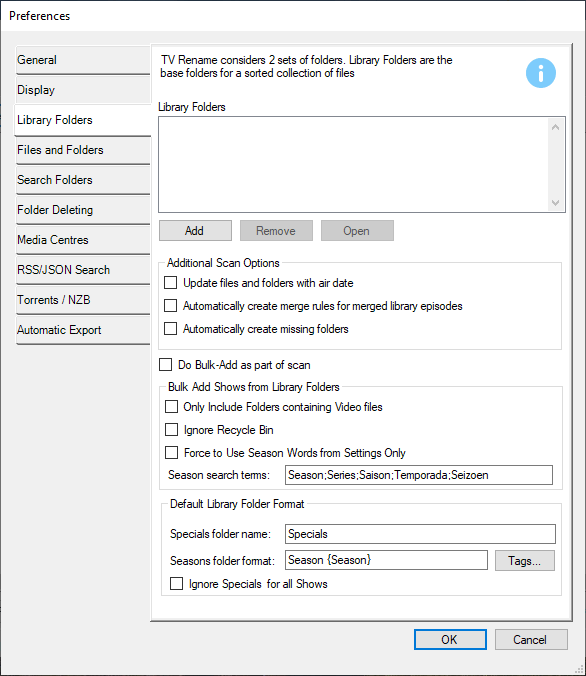 Preferences
General
Display
Library Folders
Files and Folders
Search Folders
Folder Deleting
Media Centres
RSS/JSON Search
Torrents / NZB
Automatic Export
TV Rename considers 2 sets of folders. Library Folders are the
base folders for a sorted collection of files
Library Folders
Add Remove Open
Additional Scan Options
Update files and folders with air date
Automatically create merge rules for merged library episodes
Automatically create missing folders
Do Bulk-Add as part of scan
Bulk Add Shows from Library Folders
Only Include Folders containing Video files
Ignore Recycle Bin
Force to Use Season Words from Settings Only
Season search terms: Season;Series;Saison;Temporada;Seizoen
Default Library Folder Format
Specials folder name: Specials
Seasons folder format: Season {Season} Tags...
Ignore Specials for all Shows
OK Cancel